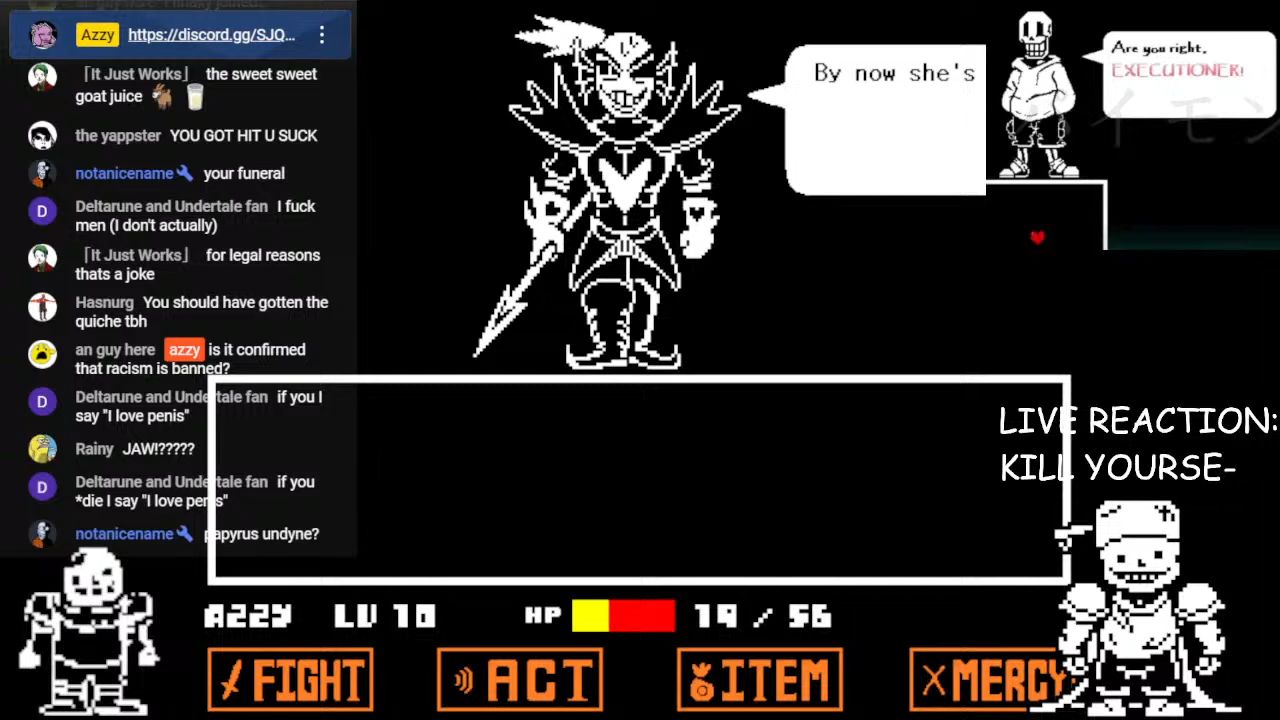 Azzy https://discord.gg/SJQ...
「It Just Works」 the sweet sweet
goat juice
the yappster YOU GOT HIT U SUCK
notanicename your funeral
Deltarune and Undertale fan I fuck
men (I don't actually)
「It Just Works」 for legal reasons
thats a joke
Hasnurg You should have gotten the
quiche tbh
an guy here azzy is it confirmed
that racism is banned?
Deltarune and Undertale fan if you I
say "I love penis"
Rainy JAW!?????
Deltarune and Undertale fan if you
*die I say "I love penis"
notanicename papyrus undyne?
D
D
D
By now she's
Are you right,
EXECUTIONER!
イモン
LIVE REACTION:
KILL YOURSE-
AZZY LV 10 HP 19 / 56
FIGHT ACT ITEM MERCY